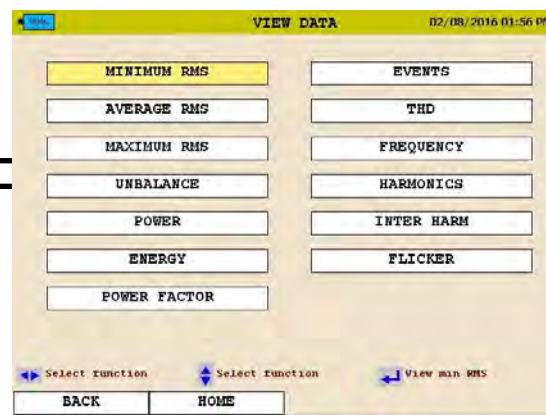 VIEW DATA 02/08/2016 01:56 PM
MINIMUM RMS EVENTS
AVERAGE RMS THD
MAXIMUM RMS FREQUENCY
UNBALANCE HARMONICS
POWER INTER HARM
ENERGY FLICKER
POWER FACTOR
Select function Select function View min RMS
BACK HOME